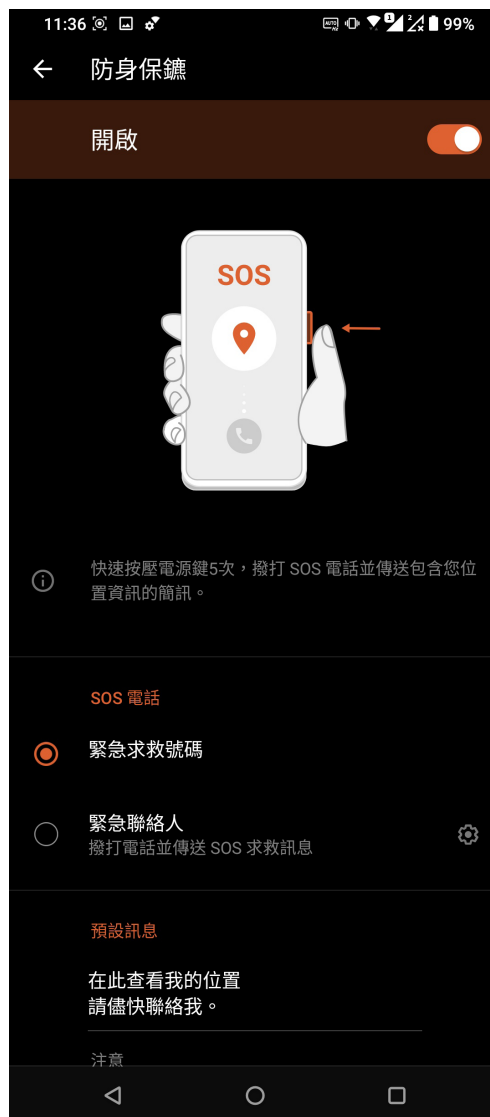 11:36
99%
防身保鑣
開啟
SOS
快速按壓電源鍵5次，撥打 SOS 電話並傳送包含您位
置資訊的簡訊。
SOS 電話
緊急求救號碼
緊急聯絡人
撥打電話並傳送 SOS 求救訊息
預設訊息
在此查看我的位置
請儘快聯絡我。
注意